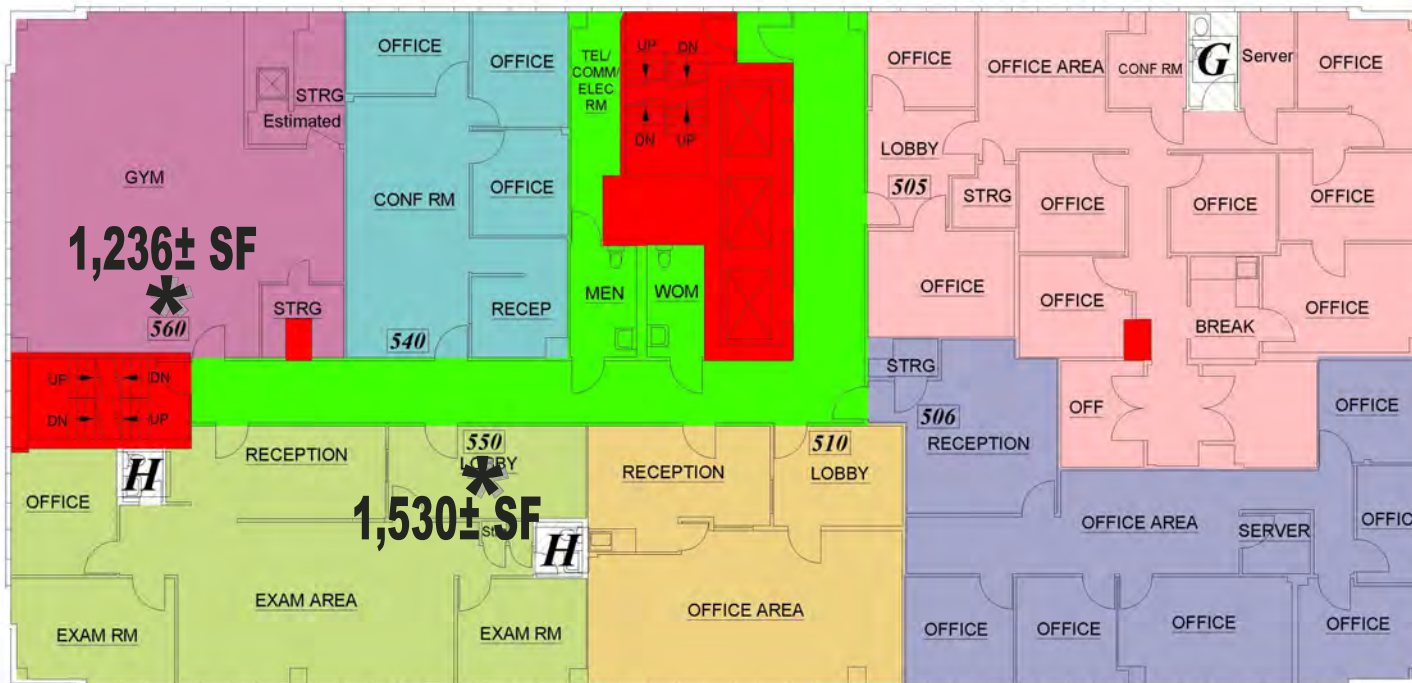 GYM
1,236± SF
*
560
STRG
Estimated
STRG
UP
DN
DN
UP
OFFICE
OFFICE
OFFICE
CONF RM
RECEP
540
TEL/
COMM/
ELEC
RM
UP
DN
DN
UP
MEN
WOM
OFFICE
OFFICE AREA
CONF RM
G
Server
OFFICE
LOBBY
505
STRG
OFFICE
OFFICE
OFFICE
OFFICE
OFFICE
BREAK
OFFICE
OFF
STRG
506
RECEPTION
OFFICE
OFFICE AREA
SERVER
OFFIC
OFFICE
OFFICE
OFFICE
OFFICE
H
OFFICE
RECEPTION
550
LOBBY
*
1,530± SF
H
EXAM AREA
EXAM RM
EXAM RM
RECEPTION
510
LOBBY
OFFICE AREA